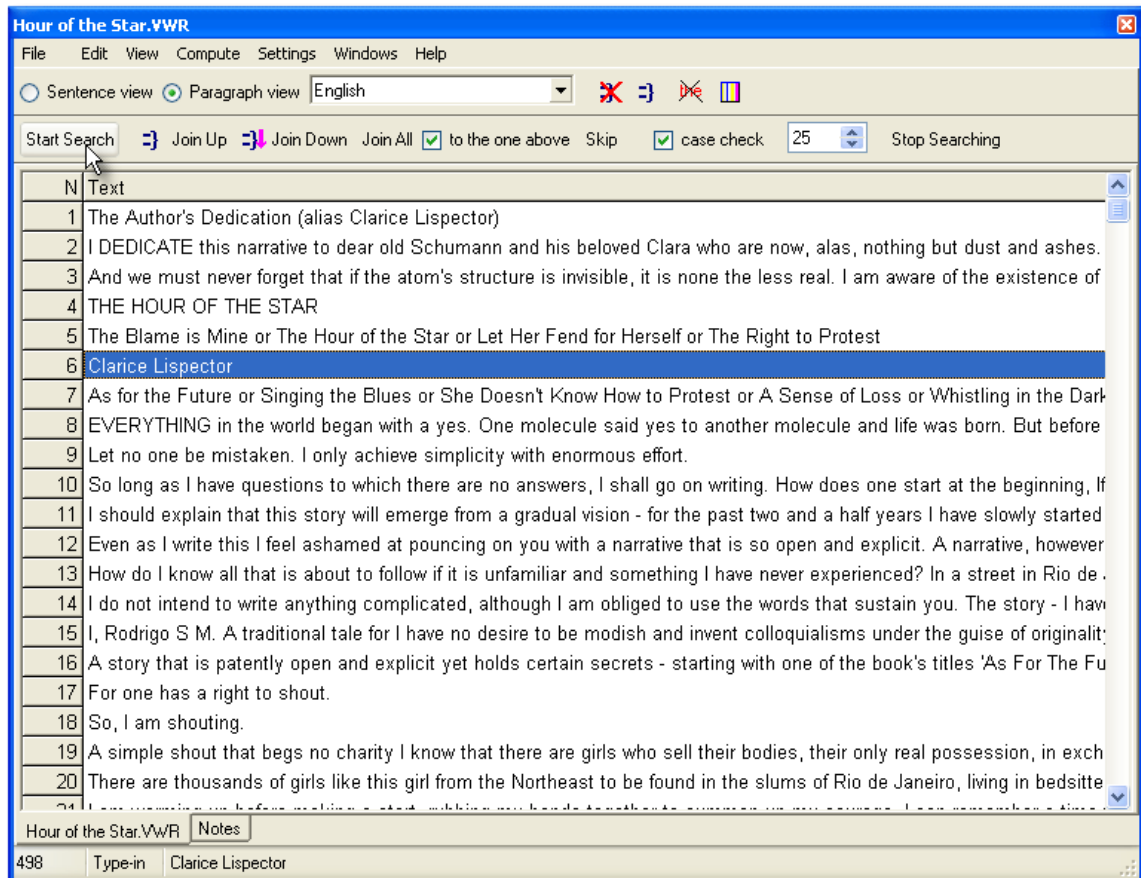 Hour of the Star.VWR
File Edit View Compute Settings Windows Help
Sentence view Paragraph view English the
Start Search Join Up Join Down Join All to the one above Skip case check 25 Stop Searching
N Text
1 The Author's Dedication (alias Clarice Lispector)
2 I DEDICATE this narrative to dear old Schumann and his beloved Clara who are now, alas, nothing but dust and ashes.
3 And we must never forget that if the atom's structure is invisible, it is none the less real. I am aware of the existence of
4 THE HOUR OF THE STAR
5 The Blame is Mine or The Hour of the Star or Let Her Fend for Herself or The Right to Protest
6 Clarice Lispector
7 As for the Future or Singing the Blues or She Doesn't Know How to Protest or A Sense of Loss or Whistling in the Dark
8 EVERYTHING in the world began with a yes. One molecule said yes to another molecule and life was born. But before
9 Let no one be mistaken. I only achieve simplicity with enormous effort.
10 So long as I have questions to which there are no answers, I shall go on writing. How does one start at the beginning, If
11 I should explain that this story will emerge from a gradual vision - for the past two and a half years I have slowly started
12 Even as I write this I feel ashamed at pouncing on you with a narrative that is so open and explicit. A narrative, however
13 How do I know all that is about to follow if it is unfamiliar and something I have never experienced? In a street in Rio de
14 I do not intend to write anything complicated, although I am obliged to use the words that sustain you. The story - I have
15 I, Rodrigo S M. A traditional tale for I have no desire to be modish and invent colloquialisms under the guise of originality
16 A story that is patently open and explicit yet holds certain secrets - starting with one of the book's titles 'As For The Fu
17 For one has a right to shout.
18 So, I am shouting.
19 A simple shout that begs no charity I know that there are girls who sell their bodies, their only real possession, in exch
20 There are thousands of girls like this girl from the Northeast to be found in the slums of Rio de Janeiro, living in bedsitte
Hour of the Star.VWR Notes
498 Type-in Clarice Lispector